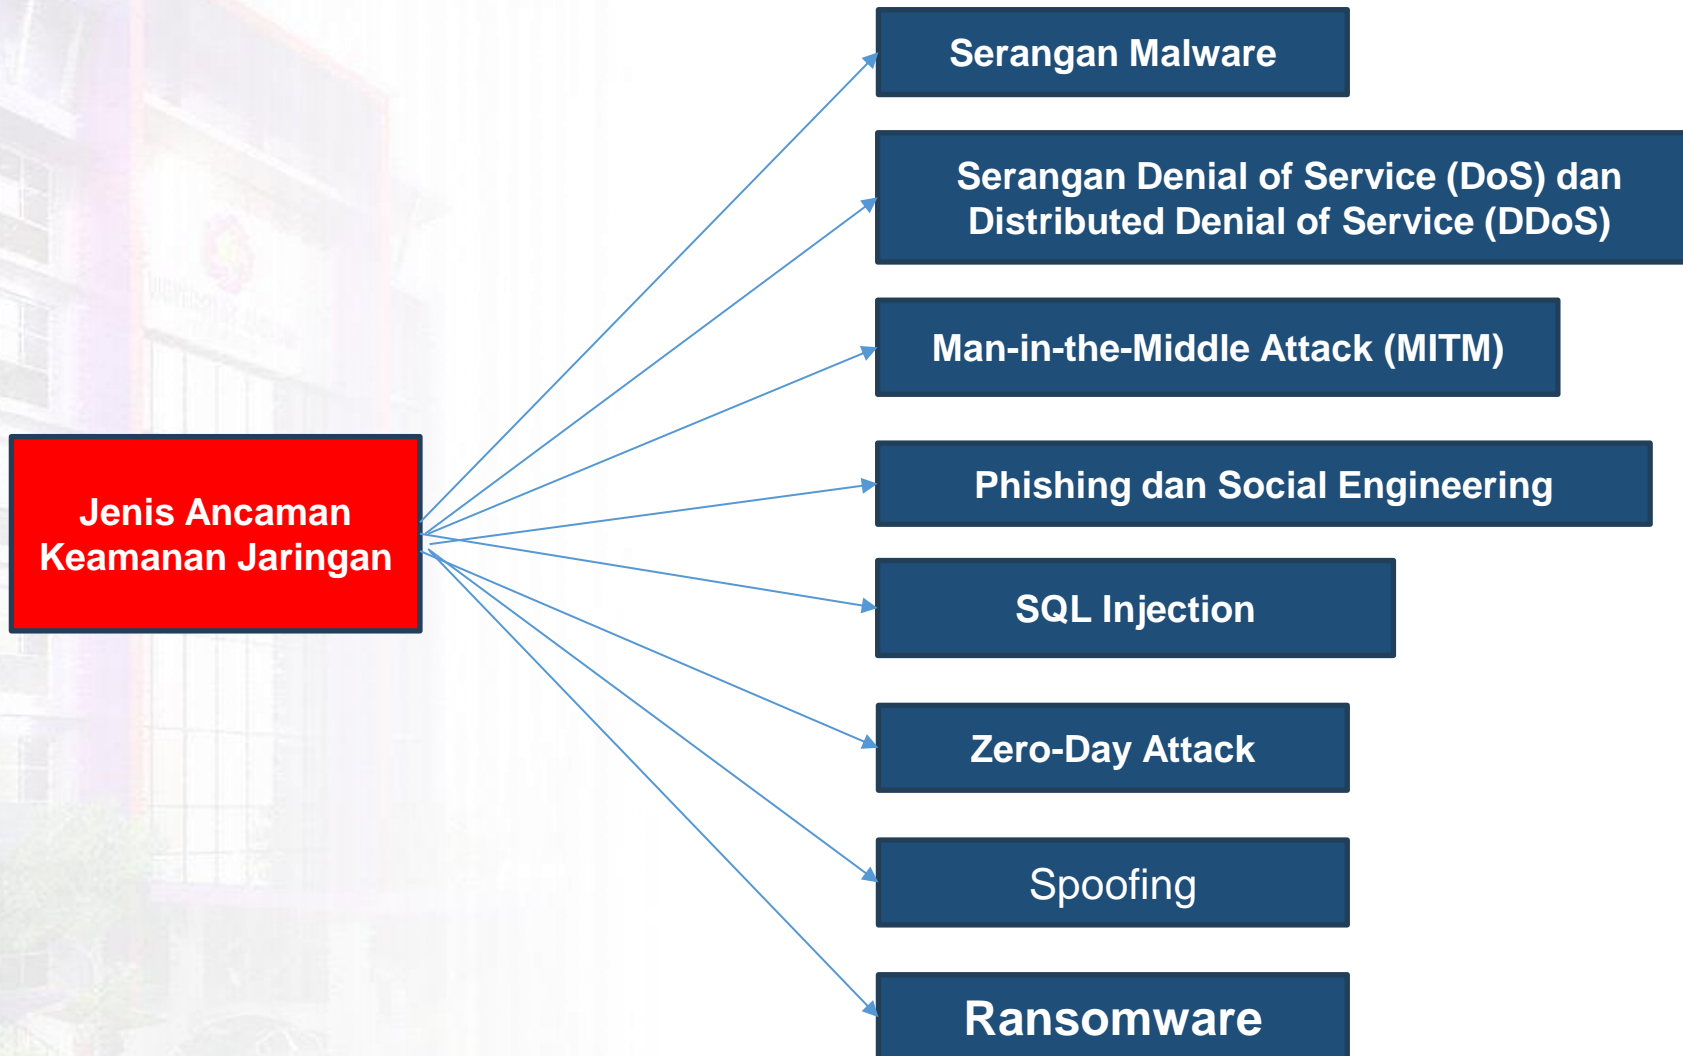 Serangan Malware
Serangan Denial of Service (DoS) dan
Distributed Denial of Service (DDoS)
Man-in-the-Middle Attack (MITM)
Jenis Ancaman
Keamanan Jaringan
Phishing dan Social Engineering
SQL Injection
Zero-Day Attack
Spoofing
Ransomware